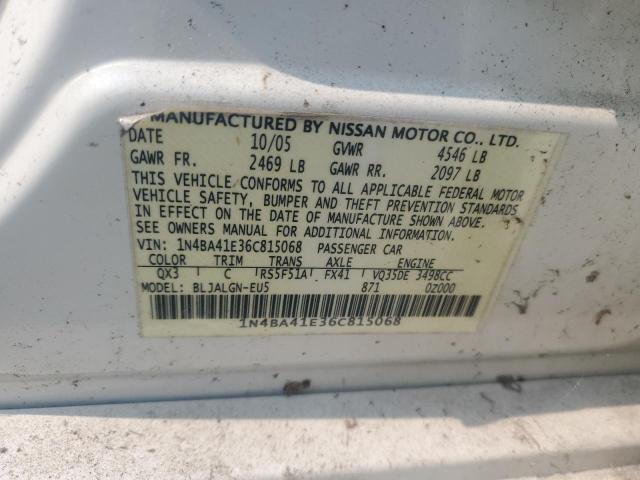 MANUFACTURED BY NISSAN MOTOR CO., LTD.
DATE 10/05 GVWR 4546 LB
GAWR FR. 2469 LB GAWR RR. 2097 LB
THIS VEHICLE CONFORMS TO ALL APPLICABLE FEDERAL MOTOR
VEHICLE SAFETY, BUMPER AND THEFT PREVENTION STANDARDS
IN EFFECT ON THE DATE OF MANUFACTURE SHOWN ABOVE.
SEE OWNERS MANUAL FOR ADDITIONAL INFORMATION.
VIN: 1N4BA41E36C815068 PASSENGER CAR
COLOR TRIM TRANS AXLE ENGINE
QX3 C RS5F51A FX41 VQ35DE 3498CC
MODEL: BLJALGN-EU5 871 0Z000
1N4BA41E36C815068